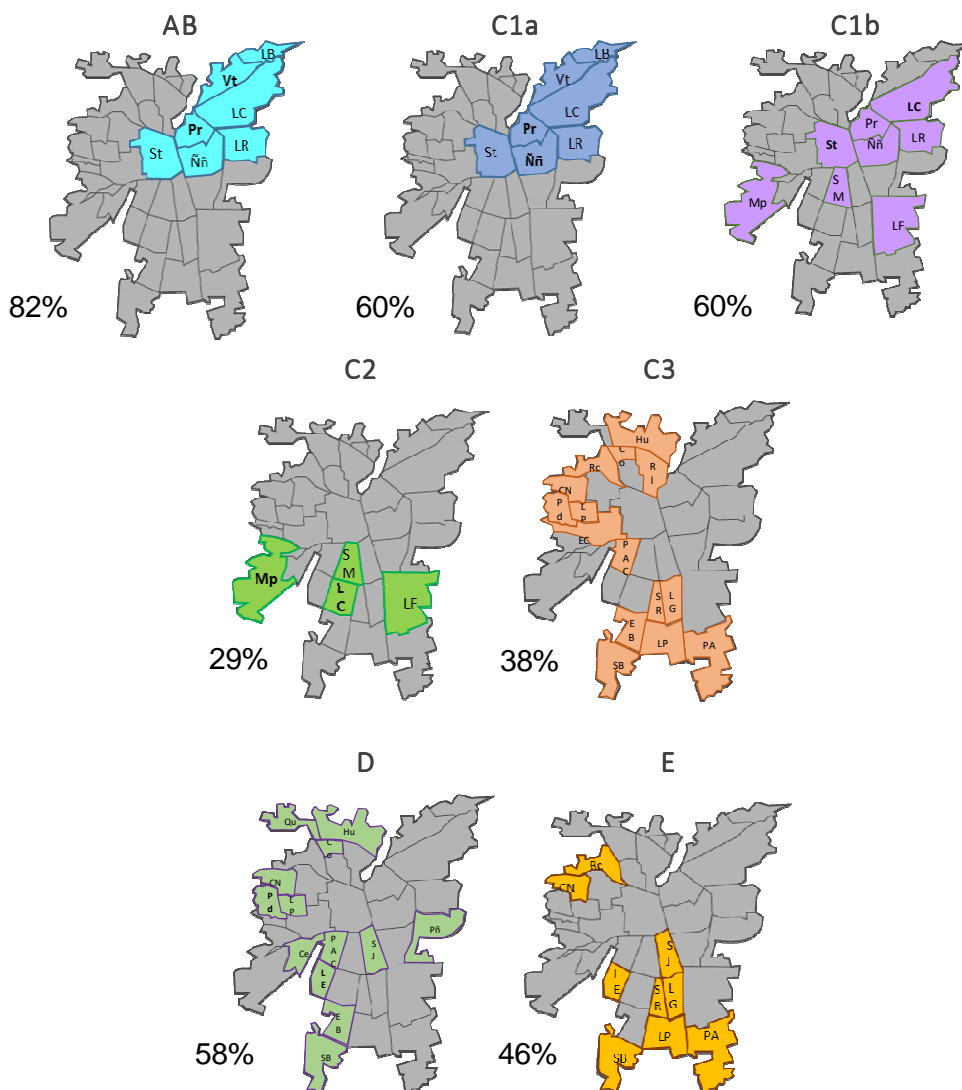 AB
C1a
C1b
LB
Vt
LC
Pr
St
Ññ
LR
82%
LB
Vt
LC
Pr
St
Ññ
LR
60%
LC
Pr
St
Ññ
LR
S
M
Mp
LF
60%
C2
C3
S
M
Mp
L
C
LF
29%
Hu
C
o
Rc
R
I
CN
P
d
L
P
EC
P
A
C
S
R
L
G
E
B
LP
PA
SB
38%
D
E
Qu
Hu
C
o
CN
P
d
L
P
Pñ
P
A
C
S
J
Ce
L
E
E
B
SB
58%
Rc
CN
S
J
E
S
R
L
G
LP
PA
SB
46%